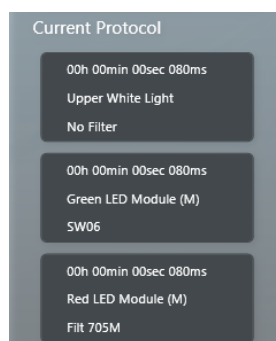 Current Protocol
00h 00min 00sec 080ms
Upper White Light
No Filter
00h 00min 00sec 080ms
Green LED Module (M)
SW06
00h 00min 00sec 080ms
Red LED Module (M)
Filt 705M